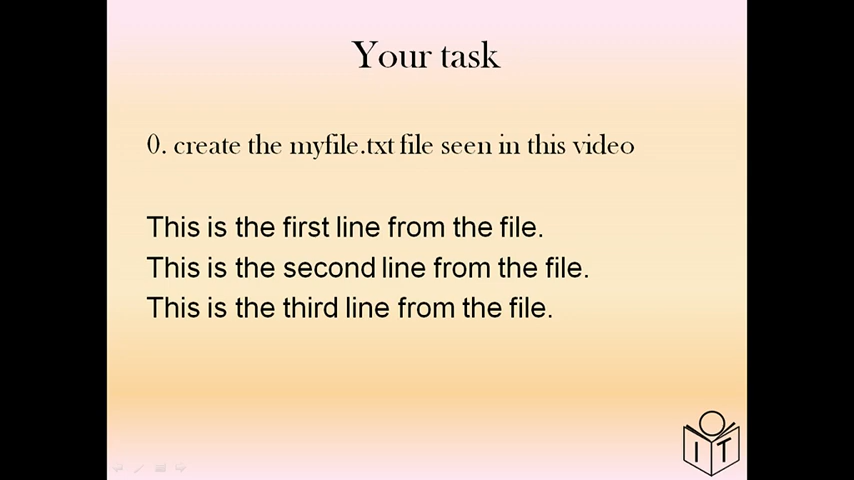 Your task
0. create the myfile.txt file seen in this video
This is the first line from the file.
This is the second line from the file.
This is the third line from the file.
IT